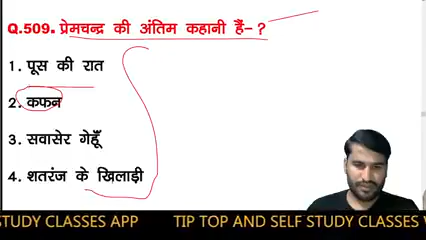 Q.509. प्रेमचन्द्र की अंतिम कहानी हैं- ?
1. पूस की रात
2. कफन
3. सवासेर गेहूँ
4. शतरंज के खिलाड़ी
STUDY CLASSES APP TIP TOP AND SELF STUDY CLASSES